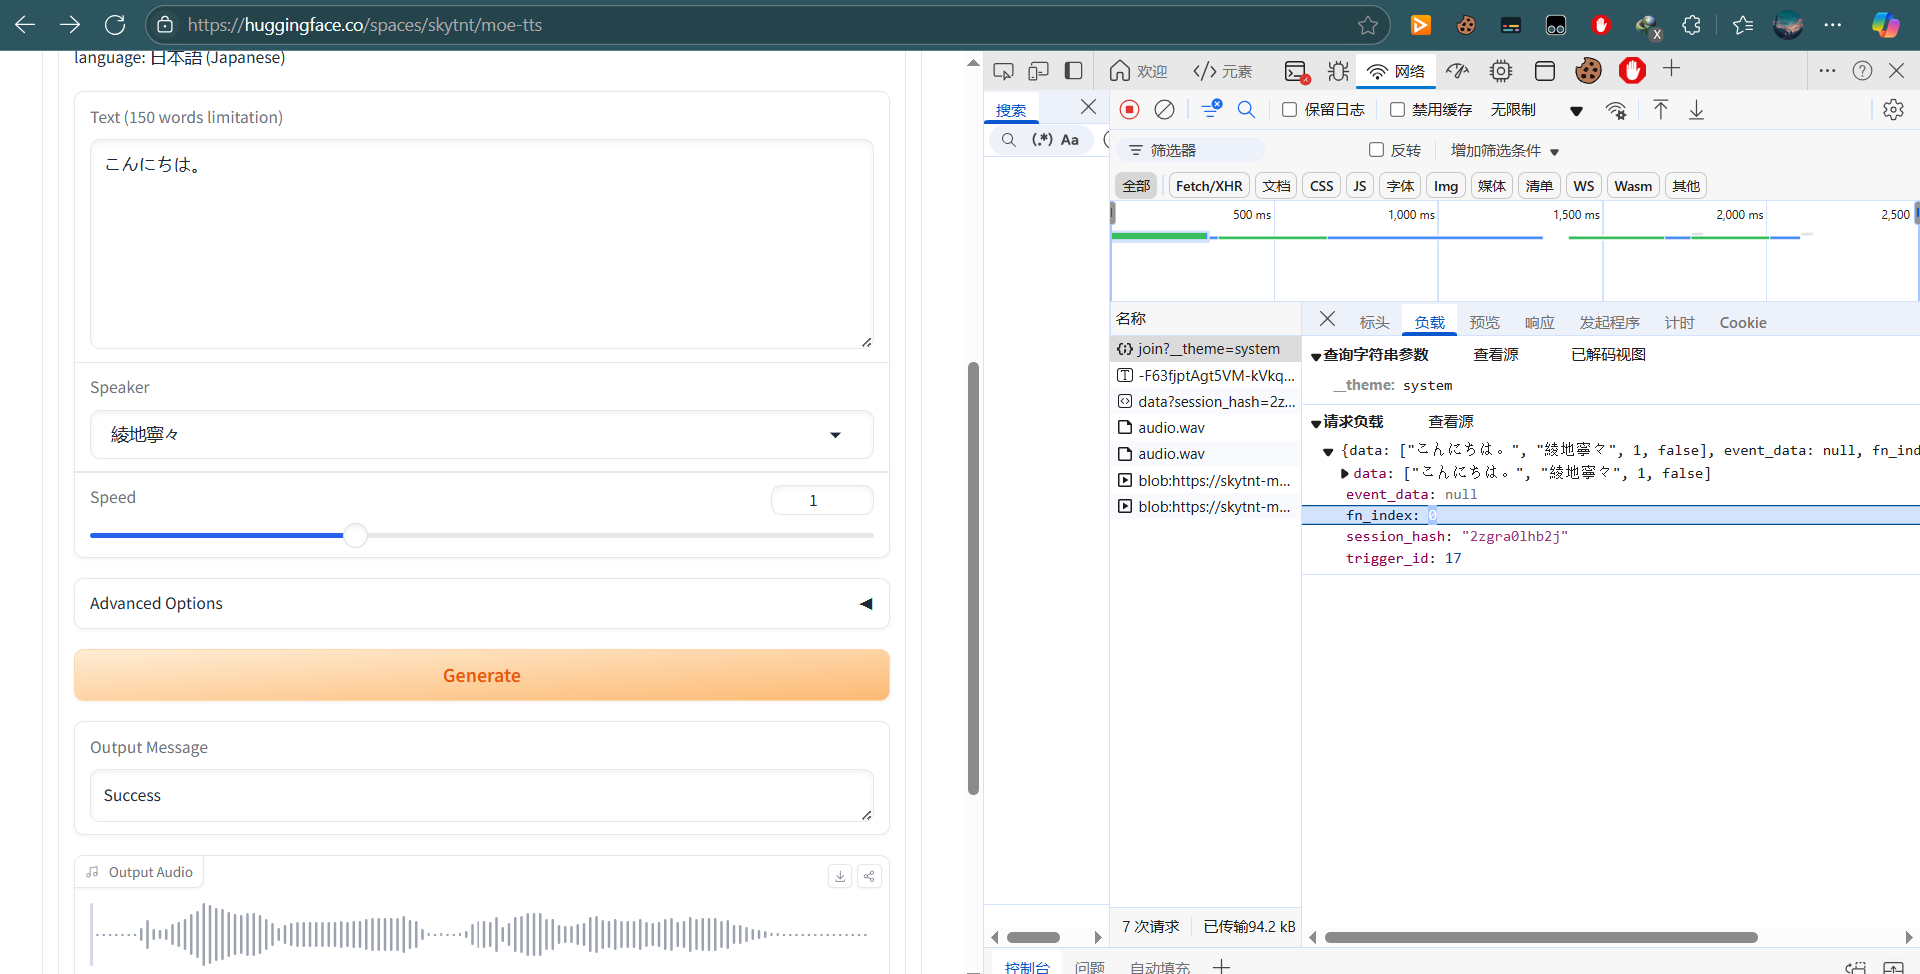 https://huggingface.co/spaces/skytnt/moe-tts
language: 日本語 (Japanese)
Text (150 words limitation)
こんにちは。
Speaker
綾地寧々
Speed
1
Advanced Options
Generate
Output Message
Success
Output Audio
欢迎
元素
网络
搜索
保留日志
禁用缓存
无限制
(.*) Aa
筛选器
反转
增加筛选条件
全部
Fetch/XHR
文档
CSS
JS
字体
Img
媒体
清单
WS
Wasm
其他
500 ms
1,000 ms
1,500 ms
2,000 ms
2,500
名称
join?__theme=system
-F63fjptAgt5VM-kVkq...
data?session_hash=2z...
audio.wav
audio.wav
blob:https://skytnt-m...
blob:https://skytnt-m...
标头
负载
预览
响应
发起程序
计时
Cookie
查询字符串参数 查看源 已解码视图
__theme: system
请求负载 查看源
{data: ["こんにちは。", "綾地寧々", 1, false], event_data: null, fn_ind
data: ["こんにちは。", "綾地寧々", 1, false]
event_data: null
fn_index: 0
session_hash: "2zgra0lhb2j"
trigger_id: 17
7 次请求
已传输94.2 kB
控制台
问题
自动填充